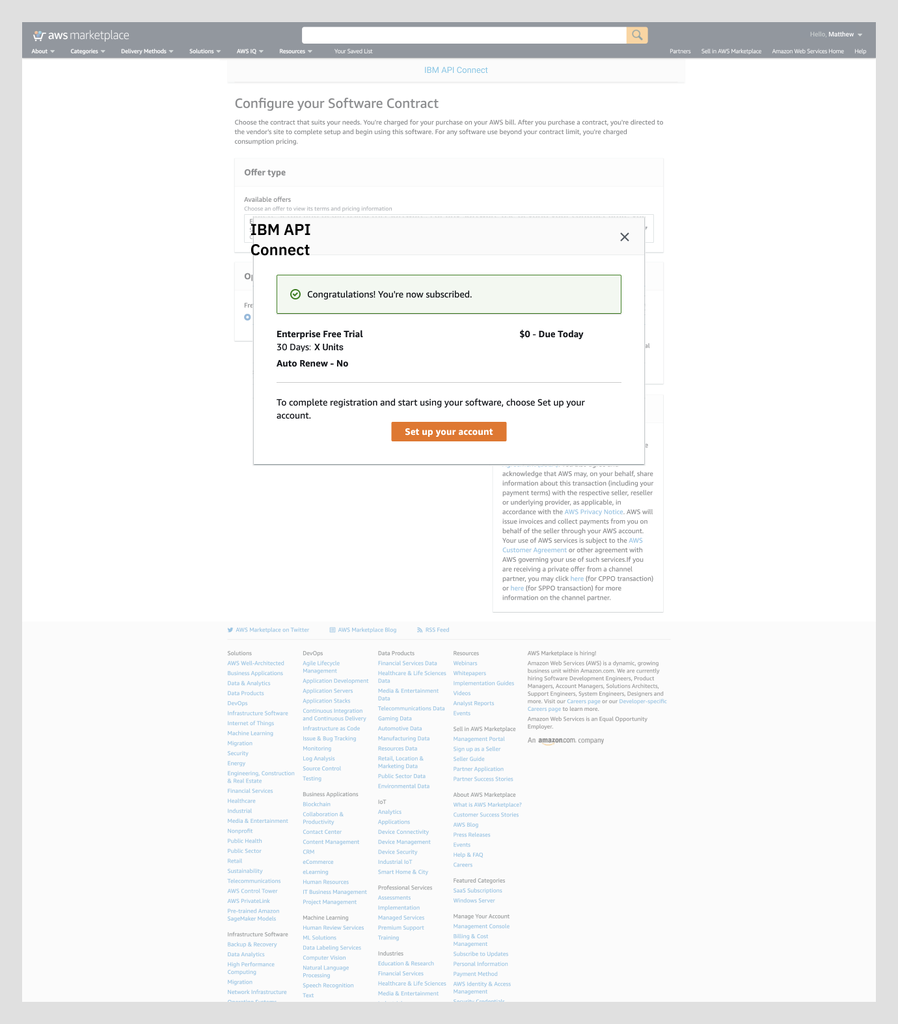 aws marketplace
Hello, Matthew
About Categories Delivery Methods Solutions AWS IQ Resources Your Saved List Partners Sell in AWS Marketplace Amazon Web Services Home Help
IBM API Connect
Configure your Software Contract
Choose the contract that suits your needs. You're charged for your purchase on your AWS bill. After you purchase a contract, you're directed to
the vendor's site to complete setup and begin using this software. For any software use beyond your contract limit, you're charged
consumption pricing.
Offer type
Available offers
Choose an offer to view its terms and pricing information
IBM API
Connect
Congratulations! You're now subscribed.
Enterprise Free Trial $0 - Due Today
30 Days: X Units
Auto Renew - No
To complete registration and start using your software, choose Set up your
account.
Set up your account
acknowledge that AWS may, on your behalf, share
information about this transaction (including your
payment terms) with the respective seller, reseller
or underlying provider, as applicable, in
accordance with the AWS Privacy Notice. AWS will
issue invoices and collect payments from you on
behalf of the seller through your AWS account.
Your use of AWS services is subject to the AWS
Customer Agreement or other agreement with
AWS governing your use of such services.If you
are receiving a private offer from a channel
partner, you may click here (for CPPO transaction)
or here (for SPPO transaction) for more
information on the channel partner.
AWS Marketplace on Twitter AWS Marketplace Blog RSS Feed
Solutions
AWS Well-Architected
Business Applications
Data & Analytics
Data Products
DevOps
Infrastructure Software
Internet of Things
Machine Learning
Migration
Security
Energy
Engineering, Construction
& Real Estate
Financial Services
Healthcare
Industrial
Media & Entertainment
Nonprofit
Public Health
Public Sector
Retail
Sustainability
Telecommunications
AWS Control Tower
AWS PrivateLink
Pre-trained Amazon
SageMaker Models
Infrastructure Software
Backup & Recovery
Data Analytics
High Performance
Computing
Migration
Network Infrastructure
DevOps
Agile Lifecycle
Management
Application Development
Application Servers
Application Stacks
Continuous Integration
and Continuous Delivery
Infrastructure as Code
Issue & Bug Tracking
Monitoring
Log Analysis
Source Control
Testing
Business Applications
Blockchain
Collaboration &
Productivity
Contact Center
Content Management
CRM
eCommerce
eLearning
Human Resources
IT Business Management
Project Management
Machine Learning
Human Review Services
ML Solutions
Data Labeling Services
Computer Vision
Natural Language
Processing
Speech Recognition
Text
Data Products
Financial Services Data
Healthcare & Life Sciences
Data
Media & Entertainment
Data
Telecommunications Data
Gaming Data
Automotive Data
Manufacturing Data
Resources Data
Retail, Location &
Marketing Data
Public Sector Data
Environmental Data
IoT
Analytics
Applications
Device Connectivity
Device Management
Device Security
Industrial IoT
Smart Home & City
Professional Services
Assessments
Implementation
Managed Services
Premium Support
Training
Industries
Education & Research
Financial Services
Healthcare & Life Sciences
Media & Entertainment
Resources
Webinars
Whitepapers
Implementation Guides
Videos
Analyst Reports
Events
Sell in AWS Marketplace
Management Portal
Sign up as a Seller
Seller Guide
Partner Application
Partner Success Stories
About AWS Marketplace
What is AWS Marketplace?
Customer Success Stories
AWS Blog
Press Releases
Events
Help & FAQ
Careers
Featured Categories
SaaS Subscriptions
Windows Server
Manage Your Account
Management Console
Billing & Cost
Management
Subscribe to Updates
Personal Information
Payment Method
AWS Identity & Access
Management
AWS Marketplace is hiring!
Amazon Web Services (AWS) is a dynamic, growing
business unit within Amazon.com. We are currently
hiring Software Development Engineers, Product
Managers, Account Managers, Solutions Architects,
Support Engineers, System Engineers, Designers and
more. Visit our Careers page or our Developer-specific
Careers page to learn more.
Amazon Web Services is an Equal Opportunity
Employer.
An amazon.com. company